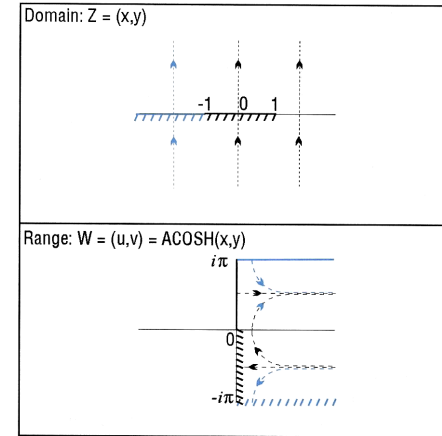 Domain: Z = (x,y)
-1 0 1
Range: W = (u,v) = ACOSH(x,y)
iπ
0
-iπ